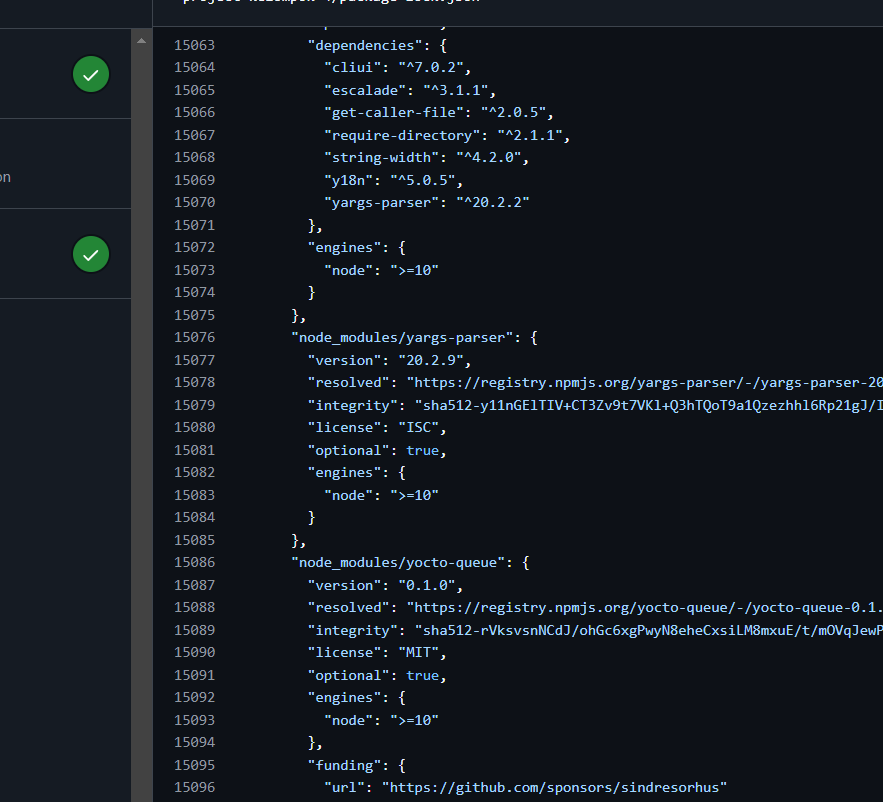 on
15063 "dependencies": {
15064 "cliui": "^7.0.2",
15065 "escalade": "^3.1.1",
15066 "get-caller-file": "^2.0.5",
15067 "require-directory": "^2.1.1",
15068 "string-width": "^4.2.0",
15069 "y18n": "^5.0.5",
15070 "yargs-parser": "^20.2.2"
15071 },
15072 "engines": {
15073 "node": ">=10"
15074 }
15075 },
15076 "node_modules/yargs-parser": {
15077 "version": "20.2.9",
15078 "resolved": "https://registry.npmjs.org/yargs-parser/-/yargs-parser-20
15079 "integrity": "sha512-y11nGElTIV+CT3Zv9t7VKl+Q3hTQoT9a1Qzezhhl6Rp21gJ/I
15080 "license": "ISC",
15081 "optional": true,
15082 "engines": {
15083 "node": ">=10"
15084 }
15085 },
15086 "node_modules/yocto-queue": {
15087 "version": "0.1.0",
15088 "resolved": "https://registry.npmjs.org/yocto-queue/-/yocto-queue-0.1.
15089 "integrity": "sha512-rVksvsnNCdJ/ohGc6xgPwyN8eheCxsiLM8mxuE/t/mOVqJewP
15090 "license": "MIT",
15091 "optional": true,
15092 "engines": {
15093 "node": ">=10"
15094 },
15095 "funding": {
15096 "url": "https://github.com/sponsors/sindresorhus"